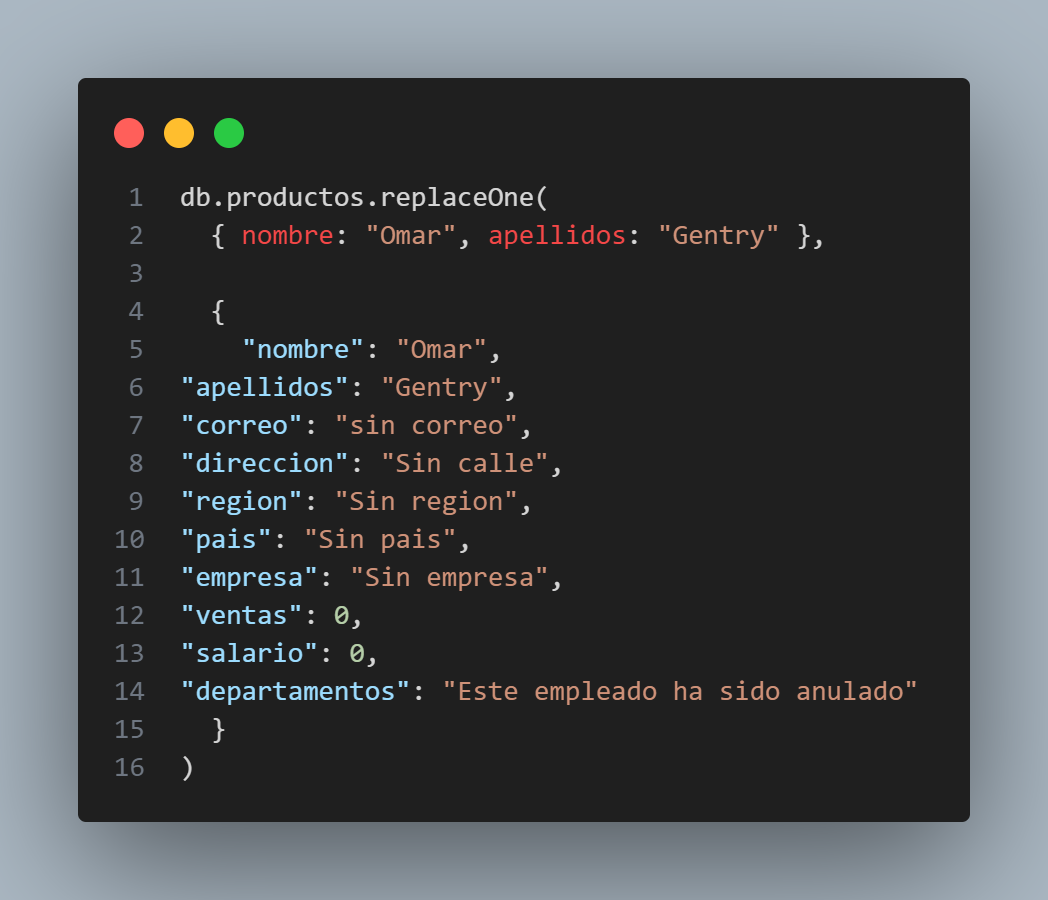 1 db.productos.replaceOne(
2 { nombre: "Omar", apellidos: "Gentry" },
3
4 {
5 "nombre": "Omar",
6 "apellidos": "Gentry",
7 "correo": "sin correo",
8 "direccion": "Sin calle",
9 "region": "Sin region",
10 "pais": "Sin pais",
11 "empresa": "Sin empresa",
12 "ventas": 0,
13 "salario": 0,
14 "departamentos": "Este empleado ha sido anulado"
15 }
16 )